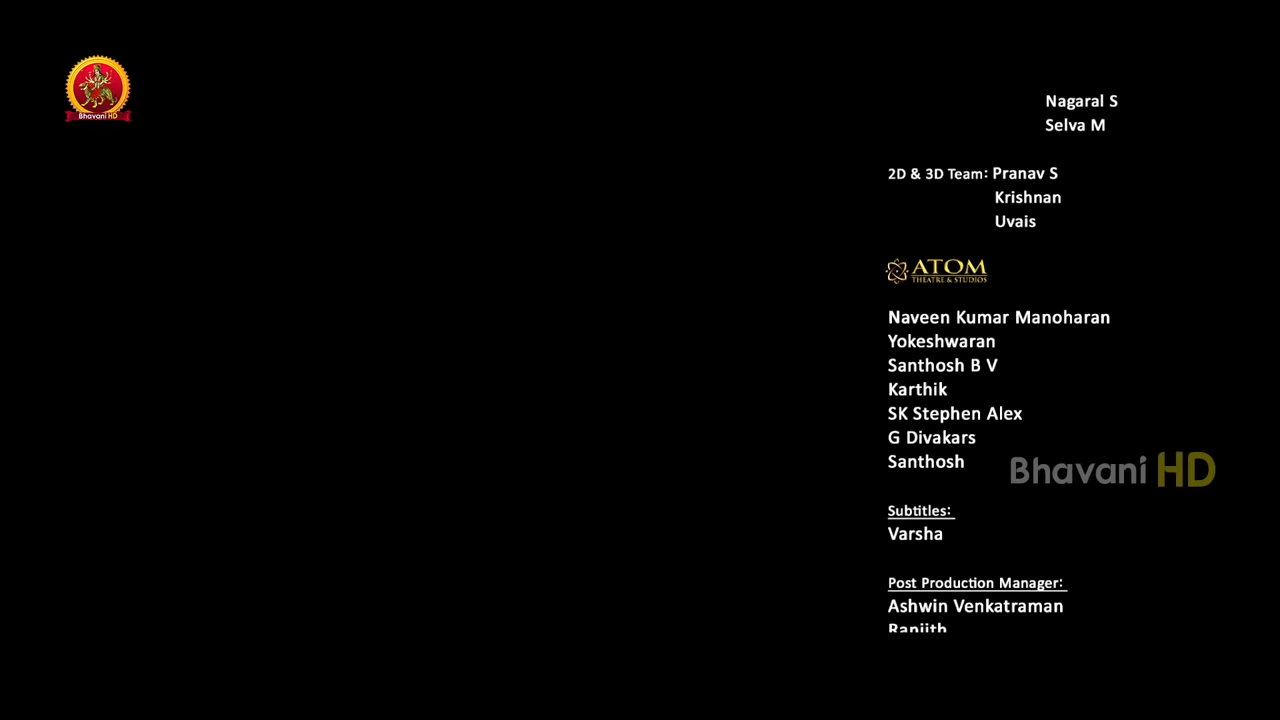 Bhavani HD
Nagaral S
Selva M
2D & 3D Team: Pranav S
Krishnan
Uvais
ATOM
THEATRE & STUDIOS
Naveen Kumar Manoharan
Yokeshwaran
Santhosh B V
Karthik
SK Stephen Alex
G Divakars
Santhosh
Bhavani HD
Subtitles:
Varsha
Post Production Manager:
Ashwin Venkatraman
Ranjith